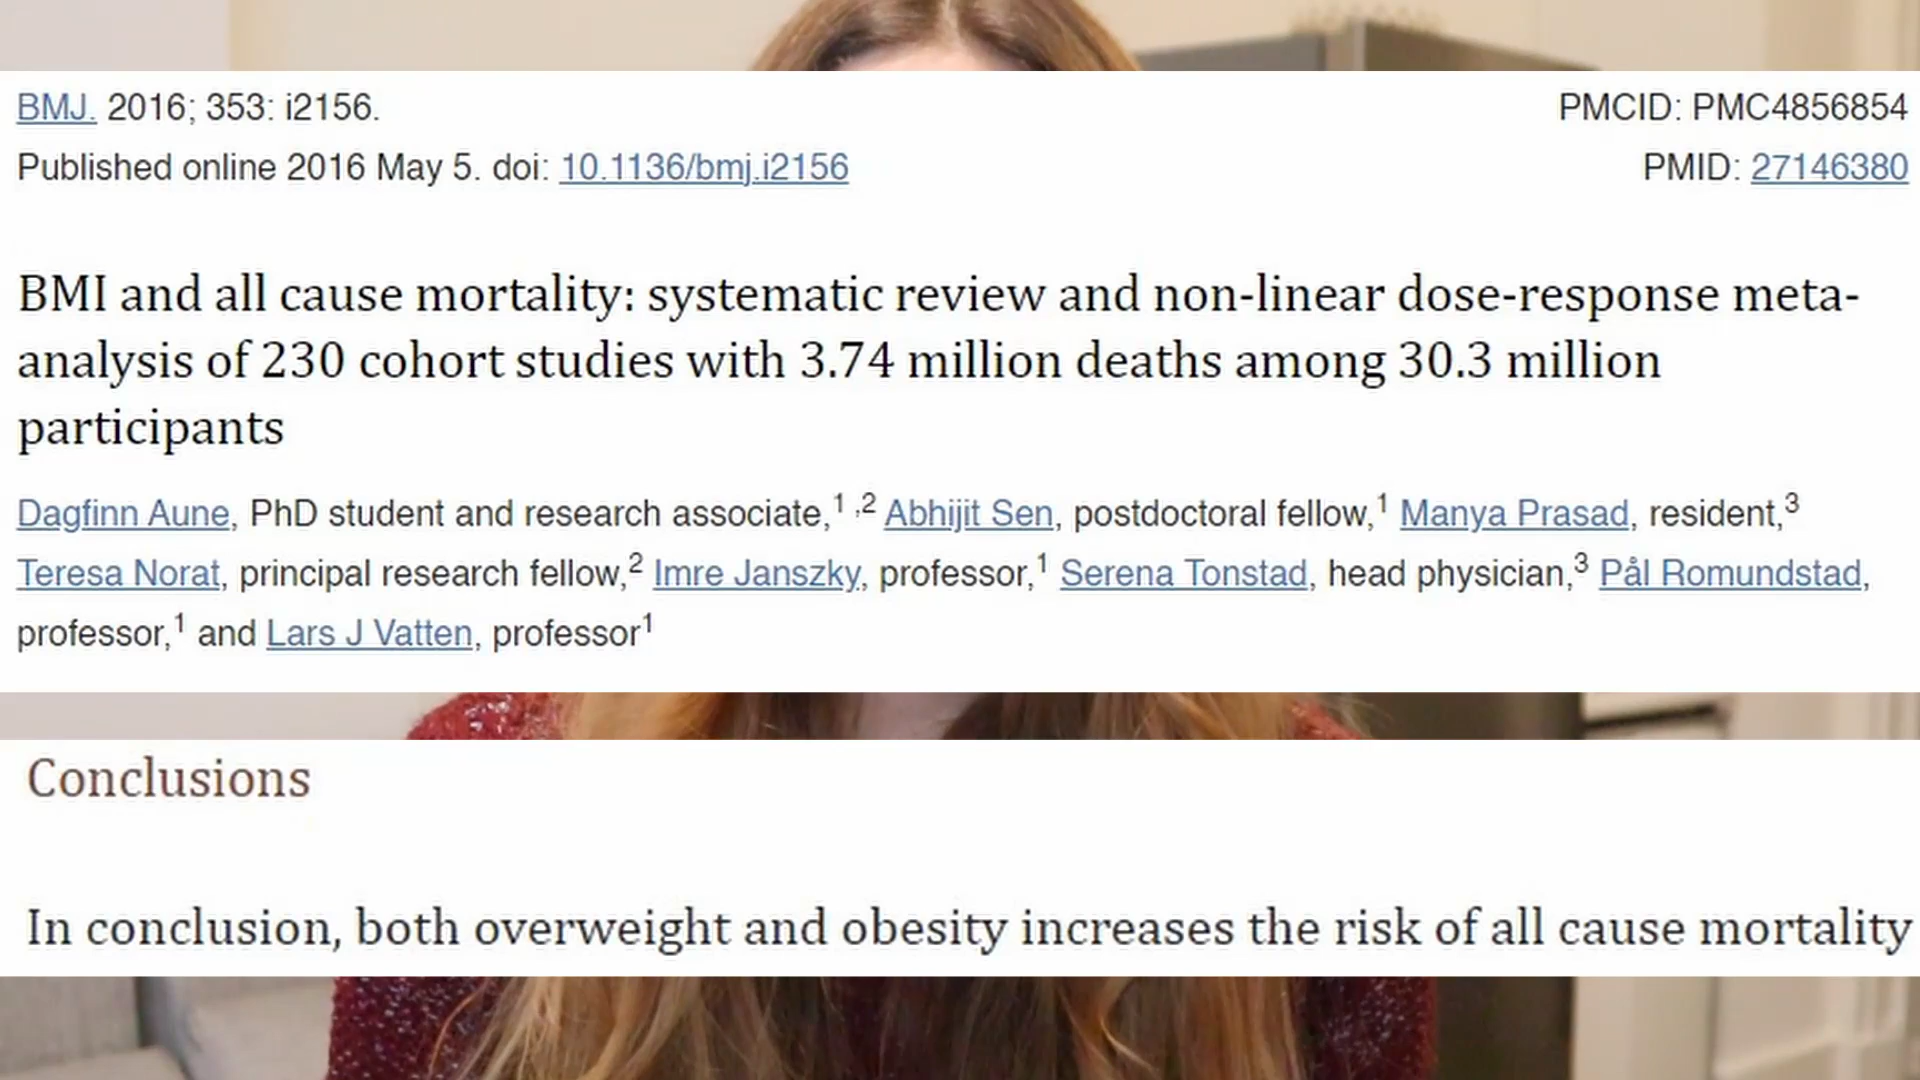 BMJ. 2016; 353: i2156.
PMCID: PMC4856854
Published online 2016 May 5. doi: 10.1136/bmj.i2156
PMID: 27146380
BMI and all cause mortality: systematic review and non-linear dose-response meta-
analysis of 230 cohort studies with 3.74 million deaths among 30.3 million
participants
Dagfinn Aune, PhD student and research associate,1 ,2 Abhijit Sen, postdoctoral fellow,1 Manya Prasad, resident,3
Teresa Norat, principal research fellow,2 Imre Janszky, professor,1 Serena Tonstad, head physician,3 Pål Romundstad,
professor,1 and Lars J Vatten, professor1
Conclusions
In conclusion, both overweight and obesity increases the risk of all cause mortality